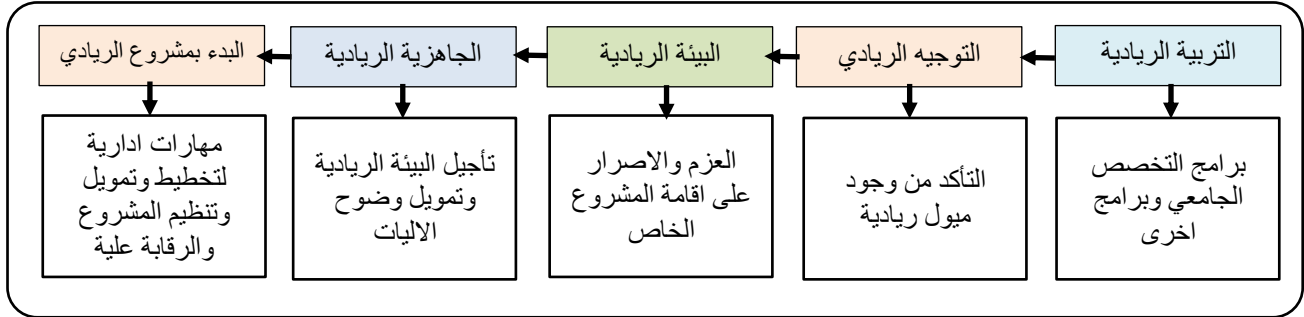 التربية الريادية
التوجيه الريادي
البيئة الريادية
الجاهزية الريادية
البدء بمشروع الريادي
برامج التخصص
الجامعي وبرامج
اخرى
التأكد من وجود
ميول ريادية
العزم والاصرار
على اقامة المشروع
الخاص
تأجيل البيئة الريادية
وتمويل وضوح
الاليات
مهارات ادارية
لتخطيط وتمويل
وتنظيم المشروع
والرقابة علية